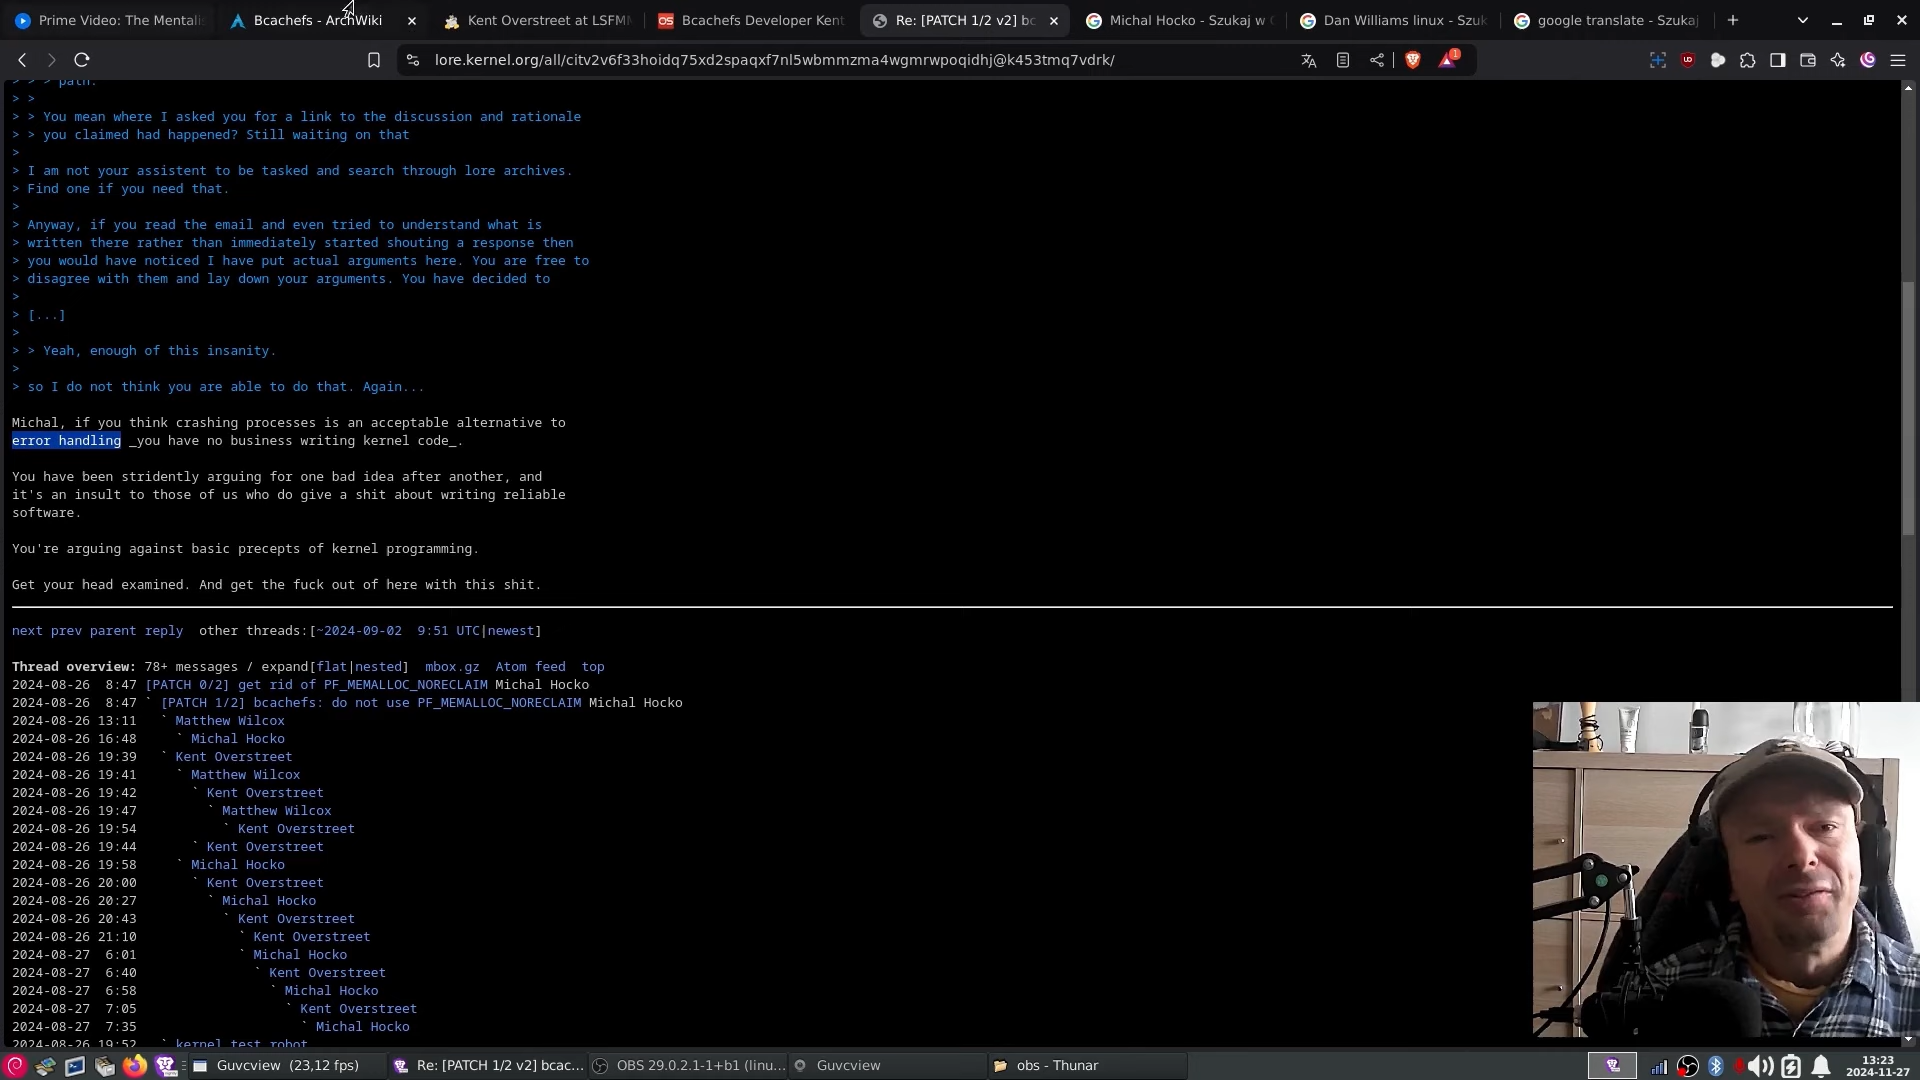 Prime Video: The Mentalis
Bcachefs - ArchWiki
Kent Overstreet at LSFMM
Bcachefs Developer Kent
Re: [PATCH 1/2 v2] bc
Michal Hocko - Szukaj w G
Dan Williams linux - Szuk
google translate - Szukaj
lore.kernel.org/all/citv2v6f33hoidq75xd2spaqxf7nl5wbmmzma4wgmrwpoqidhj@k453tmq7vdrk/
1
> > > path.
> >
> > You mean where I asked you for a link to the discussion and rationale
> > you claimed had happened? Still waiting on that
>
> I am not your assistent to be tasked and search through lore archives.
> Find one if you need that.
>
> Anyway, if you read the email and even tried to understand what is
> written there rather than immediately started shouting a response then
> you would have noticed I have put actual arguments here. You are free to
> disagree with them and lay down your arguments. You have decided to
>
> [...]
>
> > Yeah, enough of this insanity.
>
> so I do not think you are able to do that. Again...
Michal, if you think crashing processes is an acceptable alternative to
error handling _you have no business writing kernel code_.
You have been stridently arguing for one bad idea after another, and
it's an insult to those of us who do give a shit about writing reliable
software.
You're arguing against basic precepts of kernel programming.
Get your head examined. And get the fuck out of here with this shit.
next prev parent reply other threads:[~2024-09-02 9:51 UTC|newest]
Thread overview: 78+ messages / expand[flat|nested] mbox.gz Atom feed top
2024-08-26 8:47 [PATCH 0/2] get rid of PF_MEMALLOC_NORECLAIM Michal Hocko
2024-08-26 8:47 ` [PATCH 1/2] bcachefs: do not use PF_MEMALLOC_NORECLAIM Michal Hocko
2024-08-26 13:11 ` Matthew Wilcox
2024-08-26 16:48 ` Michal Hocko
2024-08-26 19:39 ` Kent Overstreet
2024-08-26 19:41 ` Matthew Wilcox
2024-08-26 19:42 ` Kent Overstreet
2024-08-26 19:47 ` Matthew Wilcox
2024-08-26 19:54 ` Kent Overstreet
2024-08-26 19:44 ` Kent Overstreet
2024-08-26 19:58 ` Michal Hocko
2024-08-26 20:00 ` Kent Overstreet
2024-08-26 20:27 ` Michal Hocko
2024-08-26 20:43 ` Kent Overstreet
2024-08-26 21:10 ` Kent Overstreet
2024-08-27 6:01 ` Michal Hocko
2024-08-27 6:40 ` Kent Overstreet
2024-08-27 6:58 ` Michal Hocko
2024-08-27 7:05 ` Kent Overstreet
2024-08-27 7:35 ` Michal Hocko
2024-08-26 19:52 ` kernel test robot
Guvcview (23,12 fps)
Re: [PATCH 1/2 v2] bcac...
OBS 29.0.2.1-1+b1 (linu...
Guvcview
obs - Thunar
13:23
2024-11-27